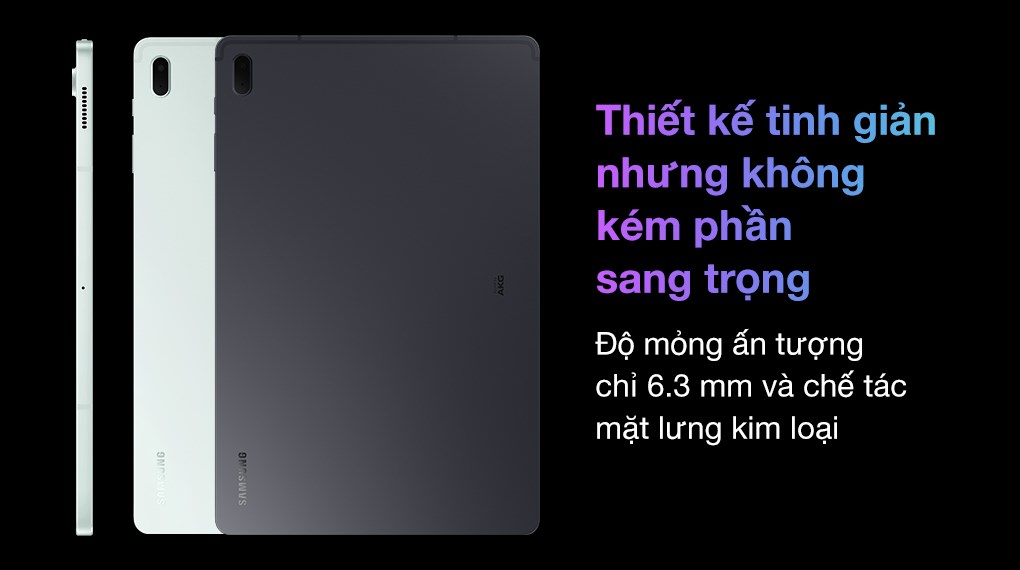 Thiết kế tinh giản
nhưng không
kém phần
sang trọng
Độ mỏng ấn tượng
chỉ 6.3 mm và chế tác
mặt lưng kim loại
AKG
SAMSUNG
SAMSUNG